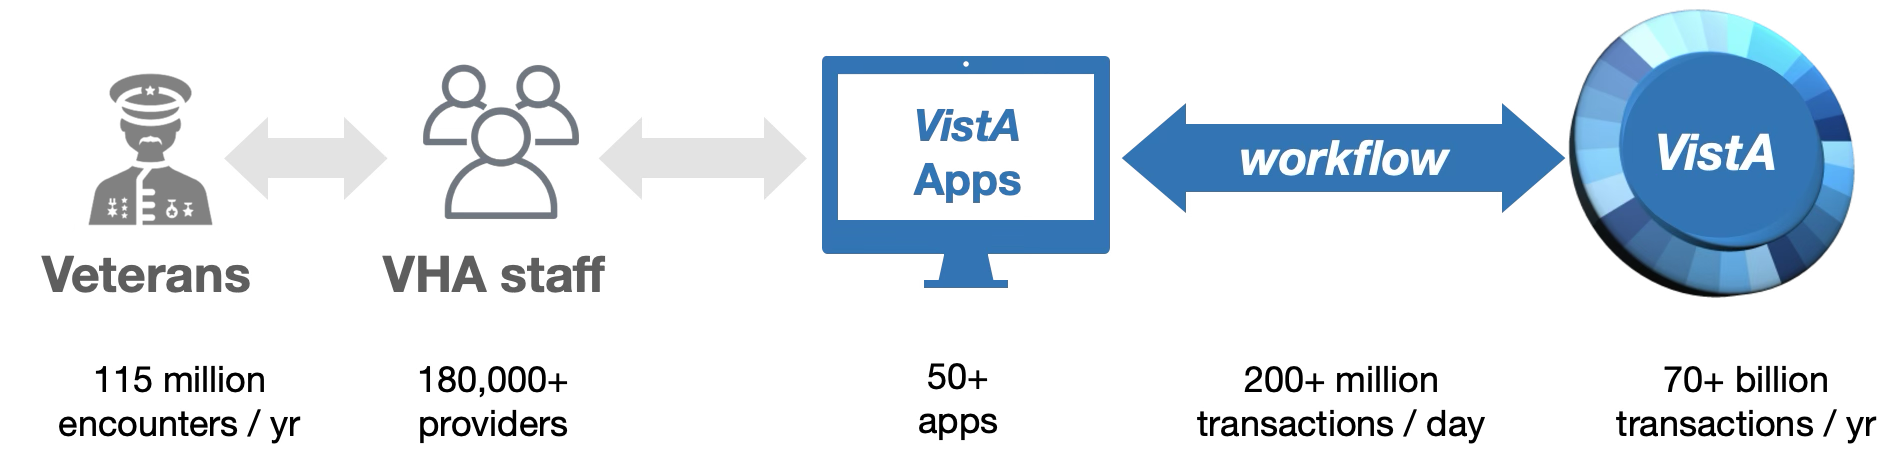 VistA
Apps
workflow
VistA
Veterans
VHA staff
115 million
encounters / yr
180,000+
providers
50+
apps
200+ million
transactions / day
70+ billion
transactions / yr